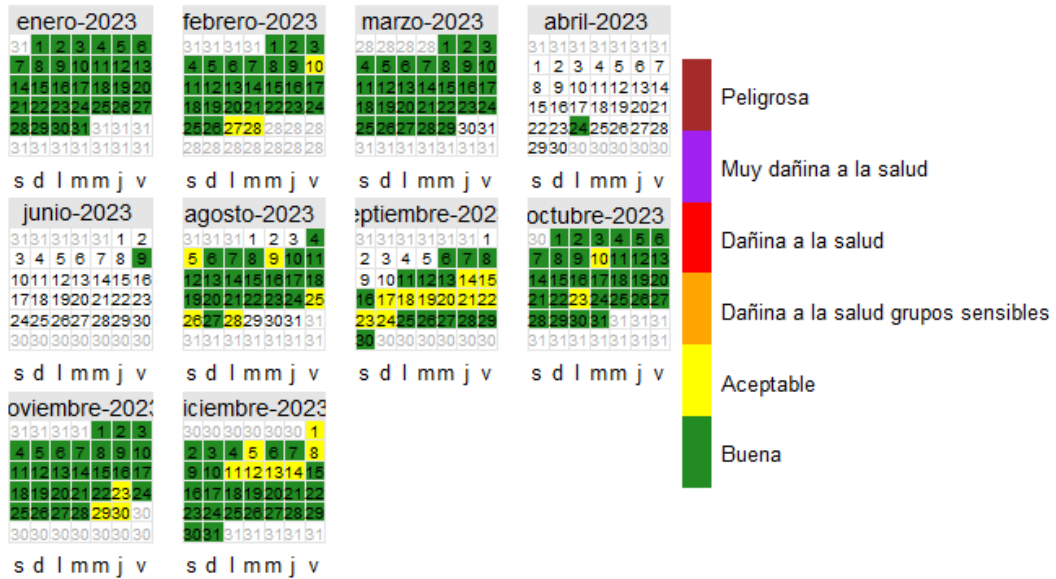 enero-2023 febrero-2023 marzo-2023 abril-2023
31 1 2 3 4 5 6 31 31 31 31 1 2 3 28 28 28 28 1 2 3 31 31 31 31 31 31 31
7 8 9 10 11 12 13 4 5 6 7 8 9 10 4 5 6 7 8 9 10 1 2 3 4 5 6 7
14 15 16 17 18 19 20 11 12 13 14 15 16 17 11 12 13 14 15 16 17 8 9 10 11 12 13 14
21 22 23 24 25 26 27 18 19 20 21 22 23 24 18 19 20 21 22 23 24 15 16 17 18 19 20 21
28 29 30 31 31 31 31 25 26 27 28 28 28 28 25 26 27 28 29 30 31 22 23 24 25 26 27 28
31 31 31 31 31 31 31 28 28 28 28 28 28 28 31 31 31 31 31 31 31 29 30 30 30 30 30 30
s d l m m j v s d l m m j v s d l m m j v s d l m m j v
junio-2023 agosto-2023 eptiembre-202 octubre-2023
31 31 31 31 31 1 2 31 31 31 1 2 3 4 31 31 31 31 31 31 1 30 1 2 3 4 5 6
3 4 5 6 7 8 9 5 6 7 8 9 10 11 2 3 4 5 6 7 8 7 8 9 10 11 12 13
10 11 12 13 14 15 16 12 13 14 15 16 17 18 9 10 11 12 13 14 15 14 15 16 17 18 19 20
17 18 19 20 21 22 23 19 20 21 22 23 24 25 16 17 18 19 20 21 22 21 22 23 24 25 26 27
24 25 26 27 28 29 30 26 27 28 29 30 31 31 23 24 25 26 27 28 29 28 29 30 31 31 31 31
30 30 30 30 30 30 30 31 31 31 31 31 31 31 30 30 30 30 30 30 30 31 31 31 31 31 31 31
s d l m m j v s d l m m j v s d l m m j v s d l m m j v
oviembre-202 iciembre-2023
31 31 31 31 1 2 3 30 30 30 30 30 30 1
4 5 6 7 8 9 10 2 3 4 5 6 7 8
11 12 13 14 15 16 17 9 10 11 12 13 14 15
18 19 20 21 22 23 24 16 17 18 19 20 21 22
25 26 27 28 29 30 30 23 24 25 26 27 28 29
30 30 30 30 30 30 30 30 31 31 31 31 31 31
s d l m m j v s d l m m j v
Peligrosa
Muy dañina a la salud
Dañina a la salud
Dañina a la salud grupos sensibles
Aceptable
Buena